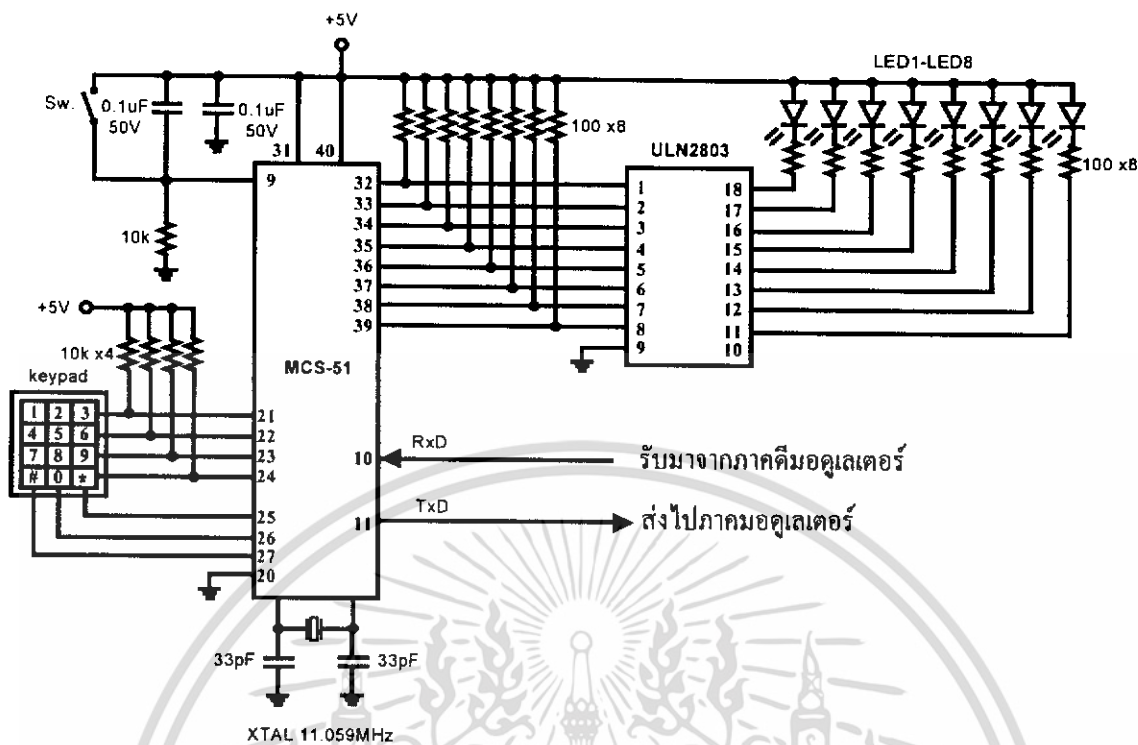 +5V
LED1-LED8
Sw.
0.1uF
50V
0.1uF
50V
100 x8
ULN2803
100 x8
31
40
9
32
33
34
35
36
37
38
39
1
2
3
4
5
6
7
8
9
18
17
16
15
14
13
12
11
10
10k
+5V
10k x4
keypad
MCS-51
1 2 3
4 5 6
7 8 9
# 0 *
21
22
23
24
25
26
27
20
10
RxD
รับมาจากภาคดีมอดูเลเตอร์
11
TxD
ส่งไปภาคมอดูเลเตอร์
33pF
33pF
XTAL 11.059MHz